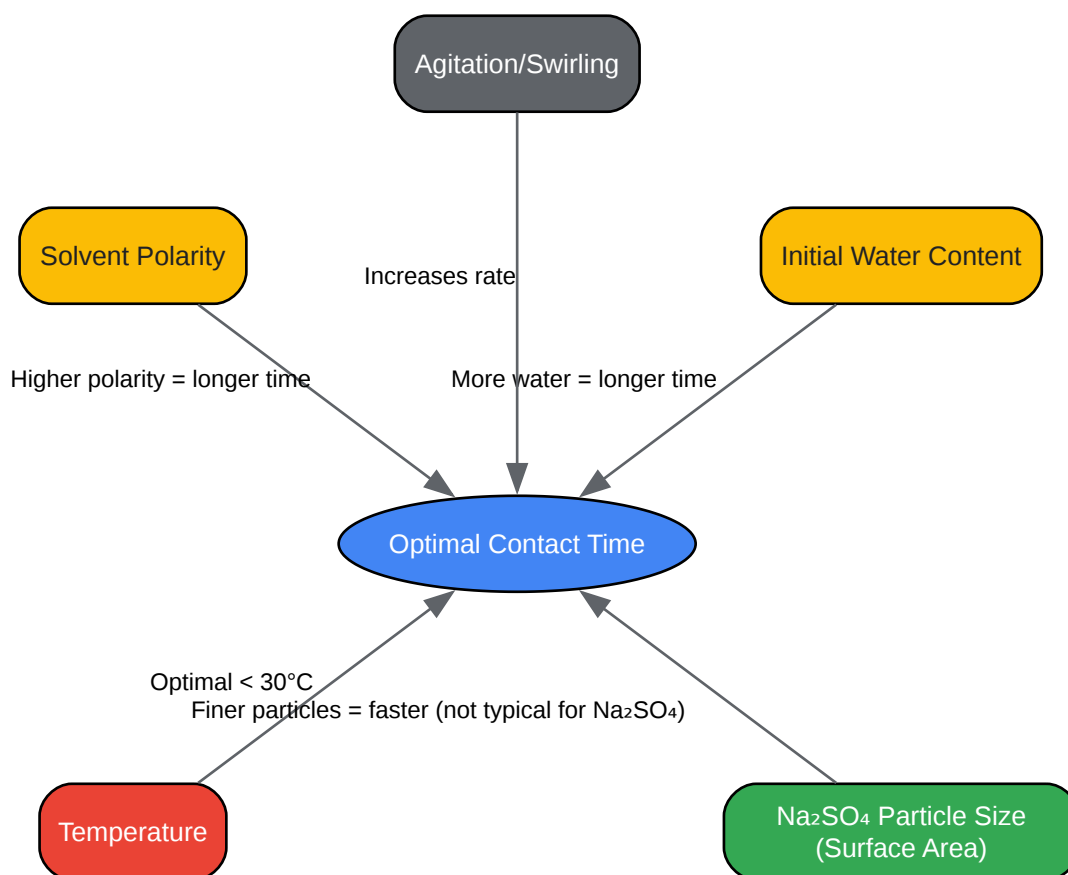 Agitation/Swirling
Solvent Polarity
Initial Water Content
Increases rate
Higher polarity = longer time
More water = longer time
Optimal Contact Time
Optimal < 30°C
Finer particles = faster (not typical for Na₂SO₄)
Temperature
Na₂SO₄ Particle Size
(Surface Area)